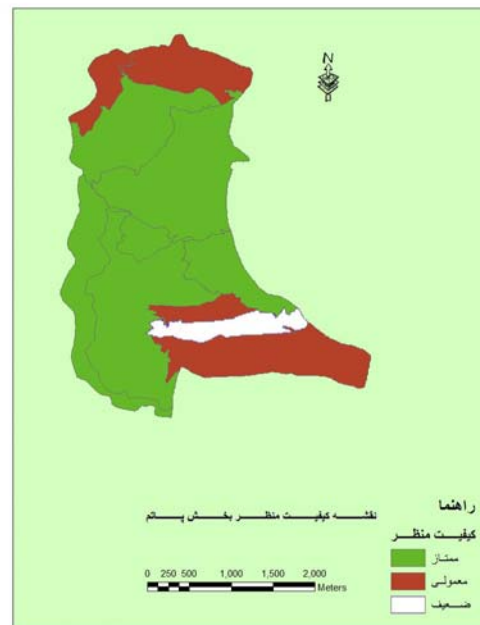 N
نقشه کیفیت منظر بخش پاتم
راهنما
کیفیت منظر
ممتاز
معمولی
ضعیف
0 250 500 1,000 1,500 2,000
Meters